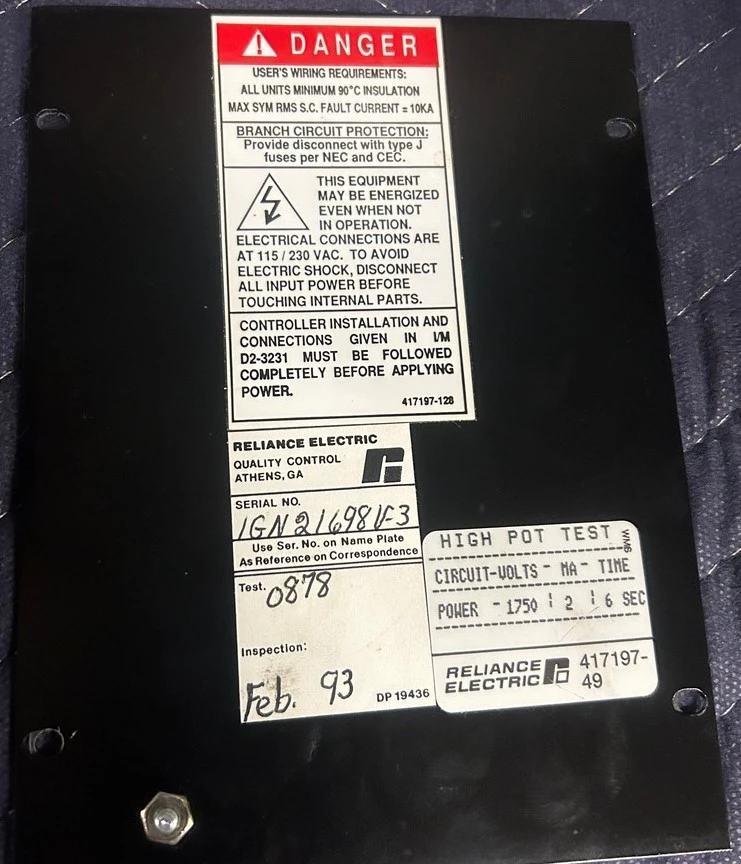 DANGER
USER'S WIRING REQUIREMENTS:
ALL UNITS MINIMUM 90°C INSULATION
MAX SYM RMS S.C. FAULT CURRENT = 10KA
BRANCH CIRCUIT PROTECTION:
Provide disconnect with type J
fuses per NEC and CEC.
THIS EQUIPMENT
MAY BE ENERGIZED
EVEN WHEN NOT
IN OPERATION.
ELECTRICAL CONNECTIONS ARE
AT 115 / 230 VAC. TO AVOID
ELECTRIC SHOCK, DISCONNECT
ALL INPUT POWER BEFORE
TOUCHING INTERNAL PARTS.
CONTROLLER INSTALLATION AND
CONNECTIONS GIVEN IN I/M
D2-3231 MUST BE FOLLOWED
COMPLETELY BEFORE APPLYING
POWER.
417197-128
RELIANCE ELECTRIC
QUALITY CONTROL
ATHENS, GA
SERIAL NO.
Use Ser. No. on Name Plate
As Reference on Correspondence
Test.
0878
Inspection:
Feb. 93
DP 19436
HIGH POT TEST
WM6
CIRCUIT-VOLTS - MA - TIME
POWER - 1750 ¦ 2 ¦ 6 SEC
RELIANCE
ELECTRIC
417197-
49